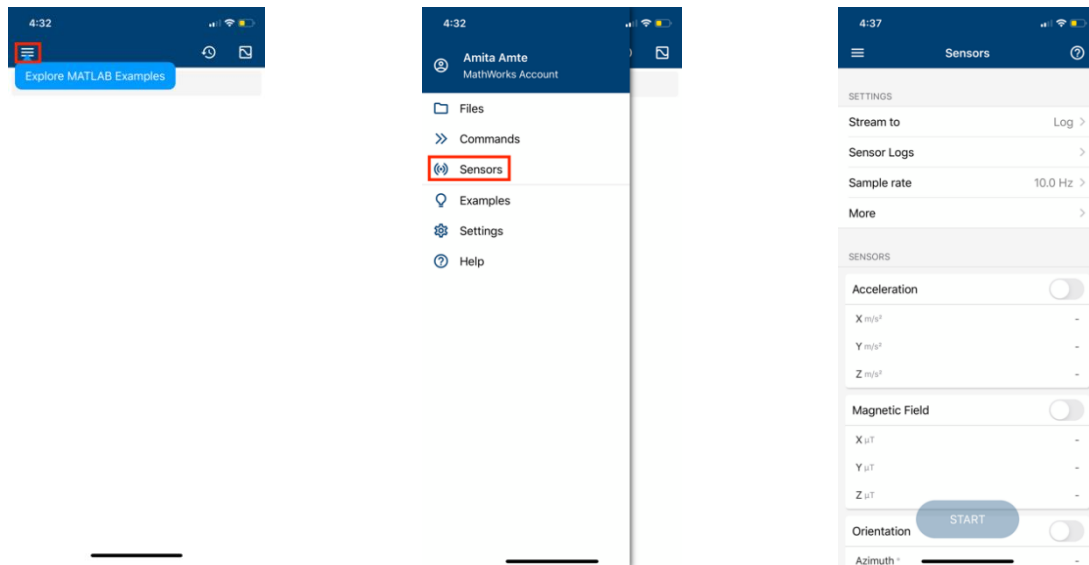 4:32
Explore MATLAB Examples
4:32
Amita Amte
MathWorks Account
Files
Commands
Sensors
Examples
Settings
Help
4:37
Sensors
SETTINGS
Stream to Log
Sensor Logs
Sample rate 10.0 Hz
More
SENSORS
Acceleration
X m/s² -
Y m/s² -
Z m/s² -
Magnetic Field
X µT -
Y µT -
Z µT -
START
Orientation
Azimuth ° -